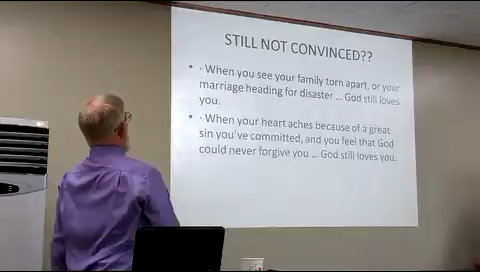 STILL NOT CONVINCED??
• · When you see your family torn apart, or your
marriage heading for disaster ... God still loves
you.
• · When your heart aches because of a great
sin you've committed, and you feel that God
could never forgive you ... God still loves you.